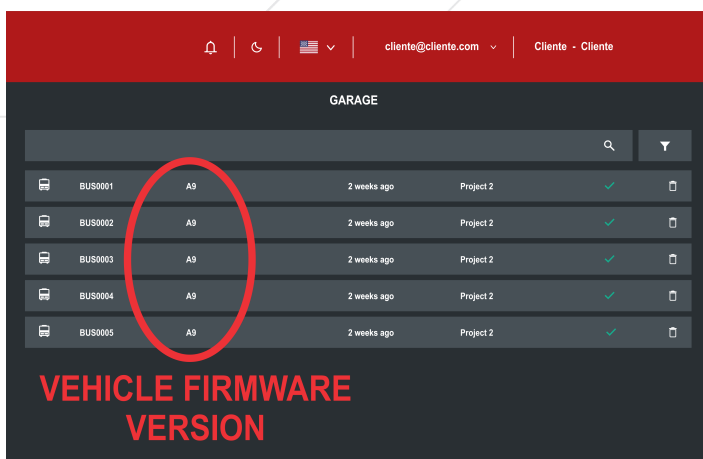 cliente@cliente.com Cliente - Cliente
GARAGE
BUS0001 A9 2 weeks ago Project 2
BUS0002 A9 2 weeks ago Project 2
BUS0003 A9 2 weeks ago Project 2
BUS0004 A9 2 weeks ago Project 2
BUS0005 A9 2 weeks ago Project 2
VEHICLE FIRMWARE
VERSION